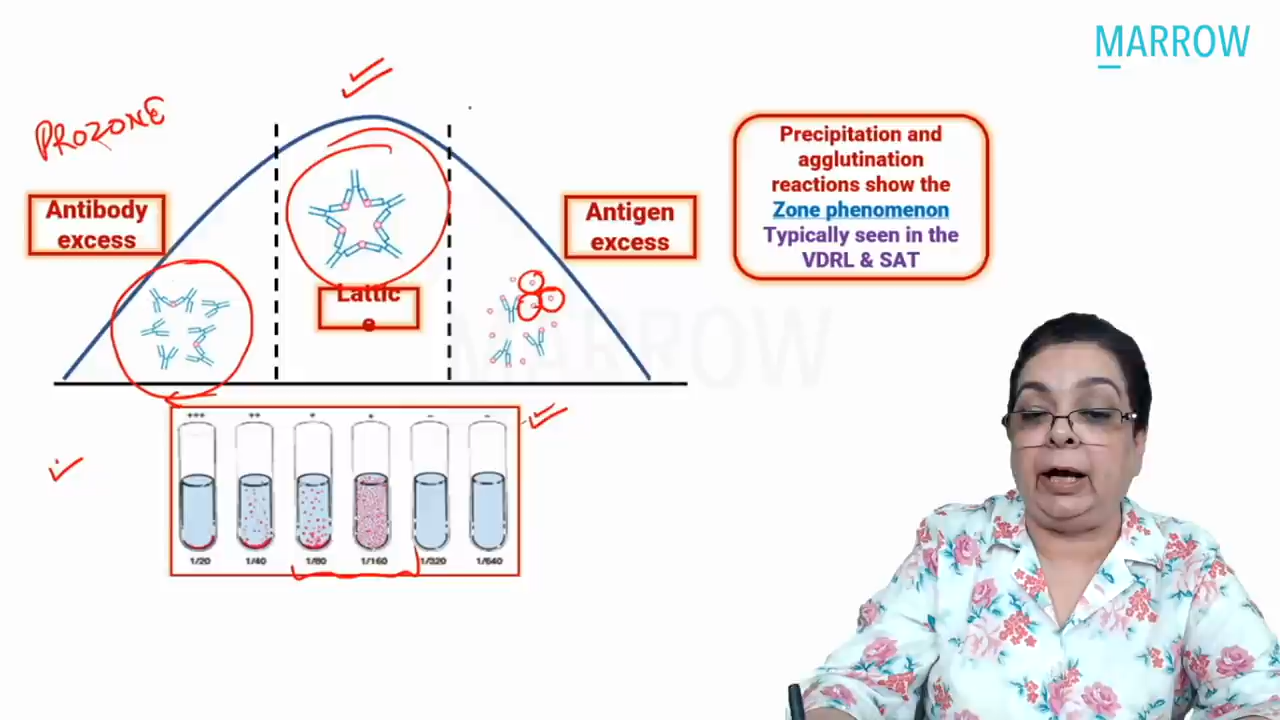 MARROW
PROZONE
Antibody
excess
Lattic
e
Antigen
excess
Precipitation and
agglutination
reactions show the
Zone phenomenon
Typically seen in the
VDRL & SAT
MARROW
+++ ++ + + - -
1/20 1/40 1/80 1/160 1/320 1/640